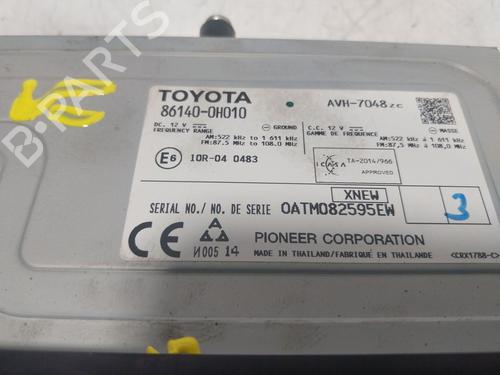 TOYOTA
86140-0H010
AVH-7048zc
DC. 12 V
GROUND
C.C. 12 V
MASSE
FREQUENCY RANGE
GAMME DE FREQUENCE
AM:522 kHz to 1 611 kHz
FM:87,5 MHz to 108,0 MHz
AM:522 kHz à 1 611 kHz
FM:87,5 MHz à 108,0 MHz
E6 10R-04 0483
ICASA
TA-2014/966
APPROVED
XNEW
SERIAL NO./ NO. DE SERIE 0ATM082595EW
3
CE
И005 14
PIONEER CORPORATION
MADE IN THAILAND/FABRIQUÉ EN THAILANDE
<CRX1788-C>
B-PARTS